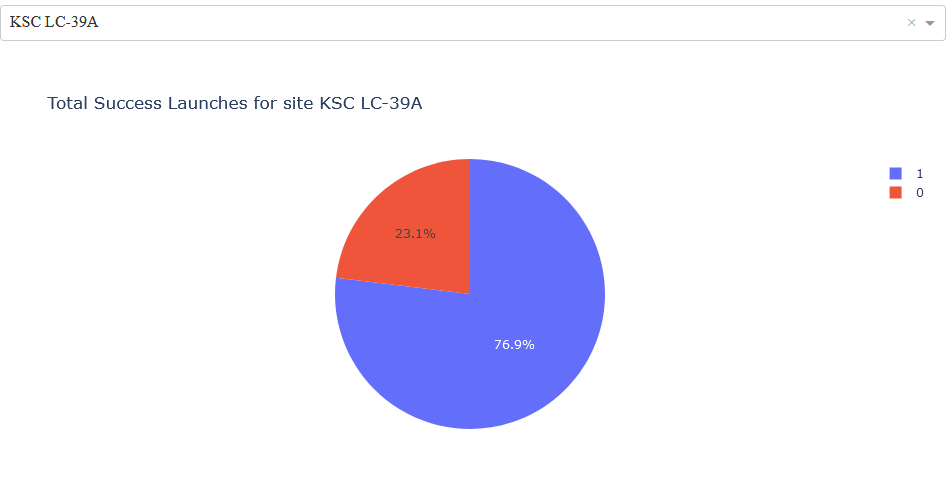 KSC LC-39A
Total Success Launches for site KSC LC-39A
1
0
23.1%
76.9%